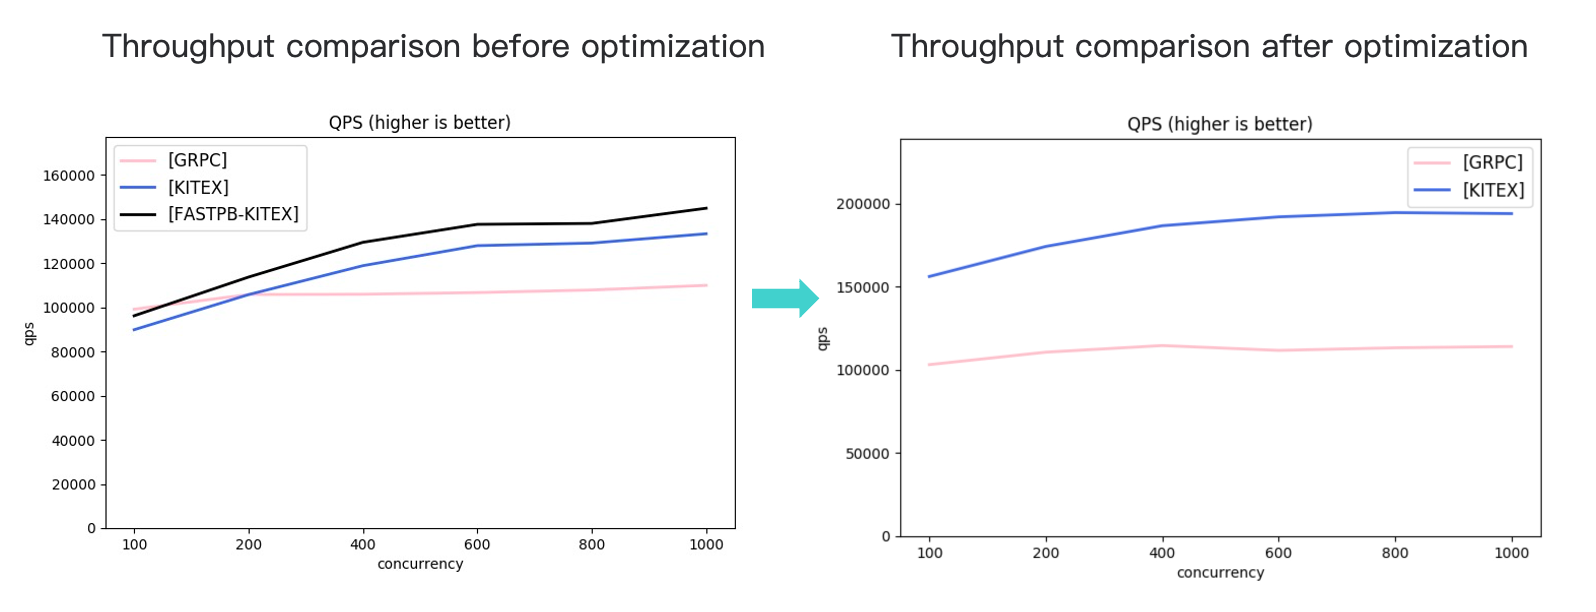 Throughput comparison before optimization
QPS (higher is better)
[GRPC]
[KITEX]
[FASTPB-KITEX]
160000
140000
120000
100000
80000
60000
40000
20000
0
qps
100 200 400 600 800 1000
concurrency
Throughput comparison after optimization
QPS (higher is better)
[GRPC]
[KITEX]
200000
150000
100000
50000
0
qps
100 200 400 600 800 1000
concurrency